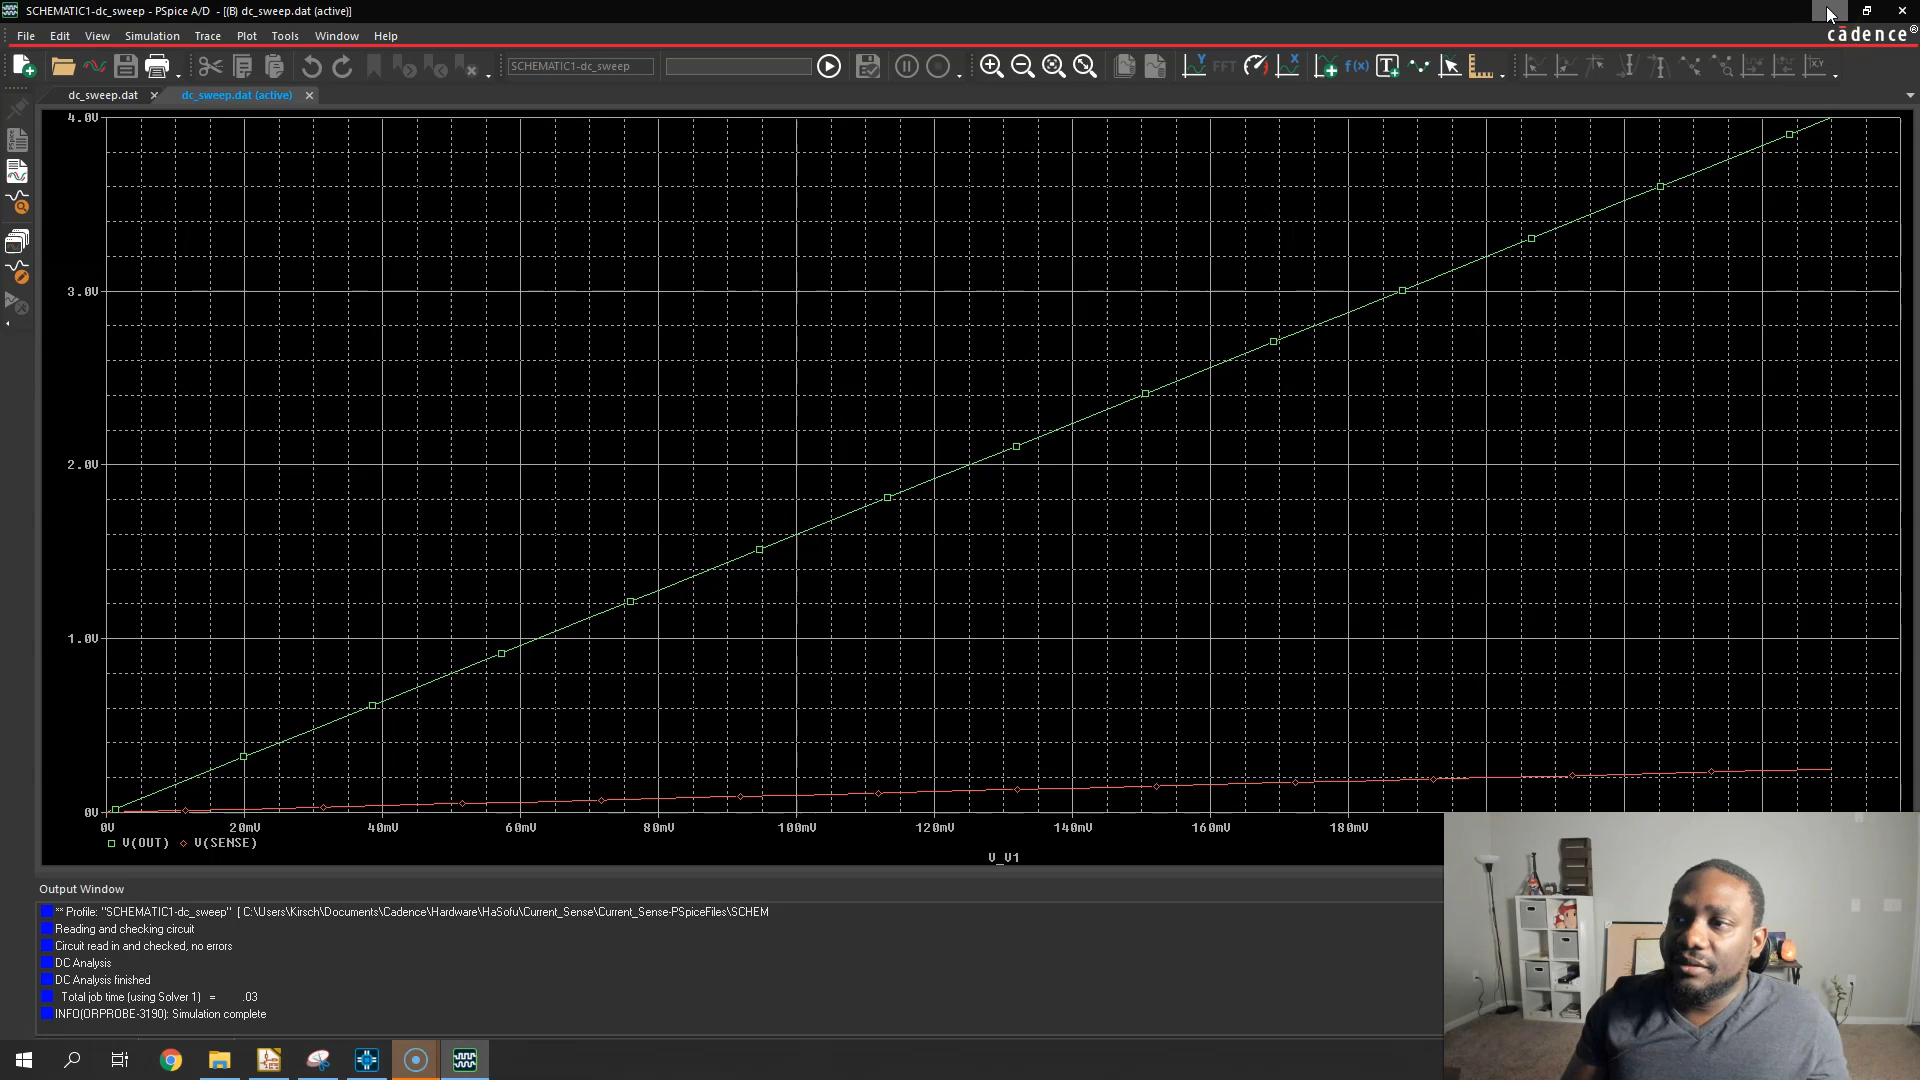 SCHEMATIC1-dc_sweep - PSpice A/D - [(B) dc_sweep.dat (active)]
File Edit View Simulation Trace Plot Tools Window Help
cādence®
SCHEMATIC1-dc_sweep
FFT
f(x)
dc_sweep.dat
dc_sweep.dat (active)
4.0V
3.0V
2.0V
1.0V
0V
0V 20mV 40mV 60mV 80mV 100mV 120mV 140mV 160mV 180mV
V(OUT) V(SENSE)
V_V1
Output Window
** Profile: "SCHEMATIC1-dc_sweep" [ C:\Users\Kirsch\Documents\Cadence\Hardware\HaSofu\Current_Sense\Current_Sense-PSpiceFiles\SCHEM
Reading and checking circuit
Circuit read in and checked, no errors
DC Analysis
DC Analysis finished
Total job time (using Solver 1) = .03
INFO(ORPROBE-3190): Simulation complete